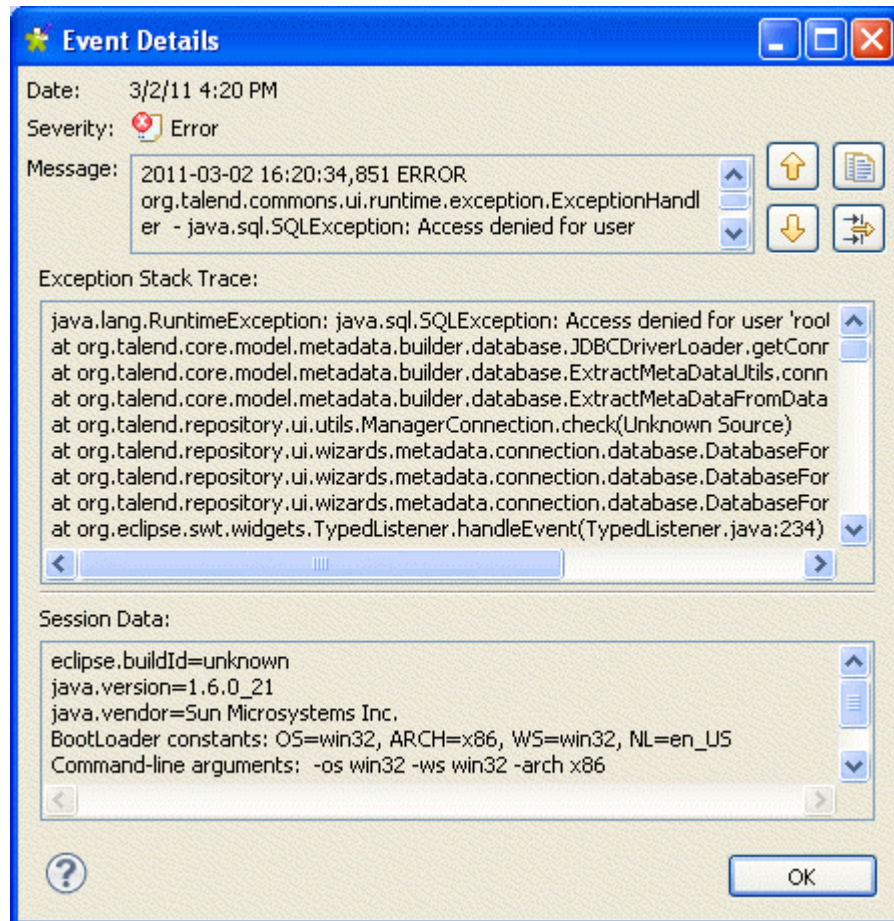 Event Details
Date: 3/2/11 4:20 PM
Severity: Error
Message:
2011-03-02 16:20:34,851 ERROR
org.talend.commons.ui.runtime.exception.ExceptionHandl
er - java.sql.SQLException: Access denied for user
Exception Stack Trace:
java.lang.RuntimeException: java.sql.SQLException: Access denied for user 'root
at org.talend.core.model.metadata.builder.database.JDBCDriverLoader.getConr
at org.talend.core.model.metadata.builder.database.ExtractMetaDataUtils.conn
at org.talend.core.model.metadata.builder.database.ExtractMetaDataFromData
at org.talend.repository.ui.utils.ManagerConnection.check(Unknown Source)
at org.talend.repository.ui.wizards.metadata.connection.database.DatabaseFor
at org.talend.repository.ui.wizards.metadata.connection.database.DatabaseFor
at org.talend.repository.ui.wizards.metadata.connection.database.DatabaseFor
at org.eclipse.swt.widgets.TypedListener.handleEvent(TypedListener.java:234)
Session Data:
eclipse.buildId=unknown
java.version=1.6.0_21
java.vendor=Sun Microsystems Inc.
BootLoader constants: OS=win32, ARCH=x86, WS=win32, NL=en_US
Command-line arguments: -os win32 -ws win32 -arch x86
OK